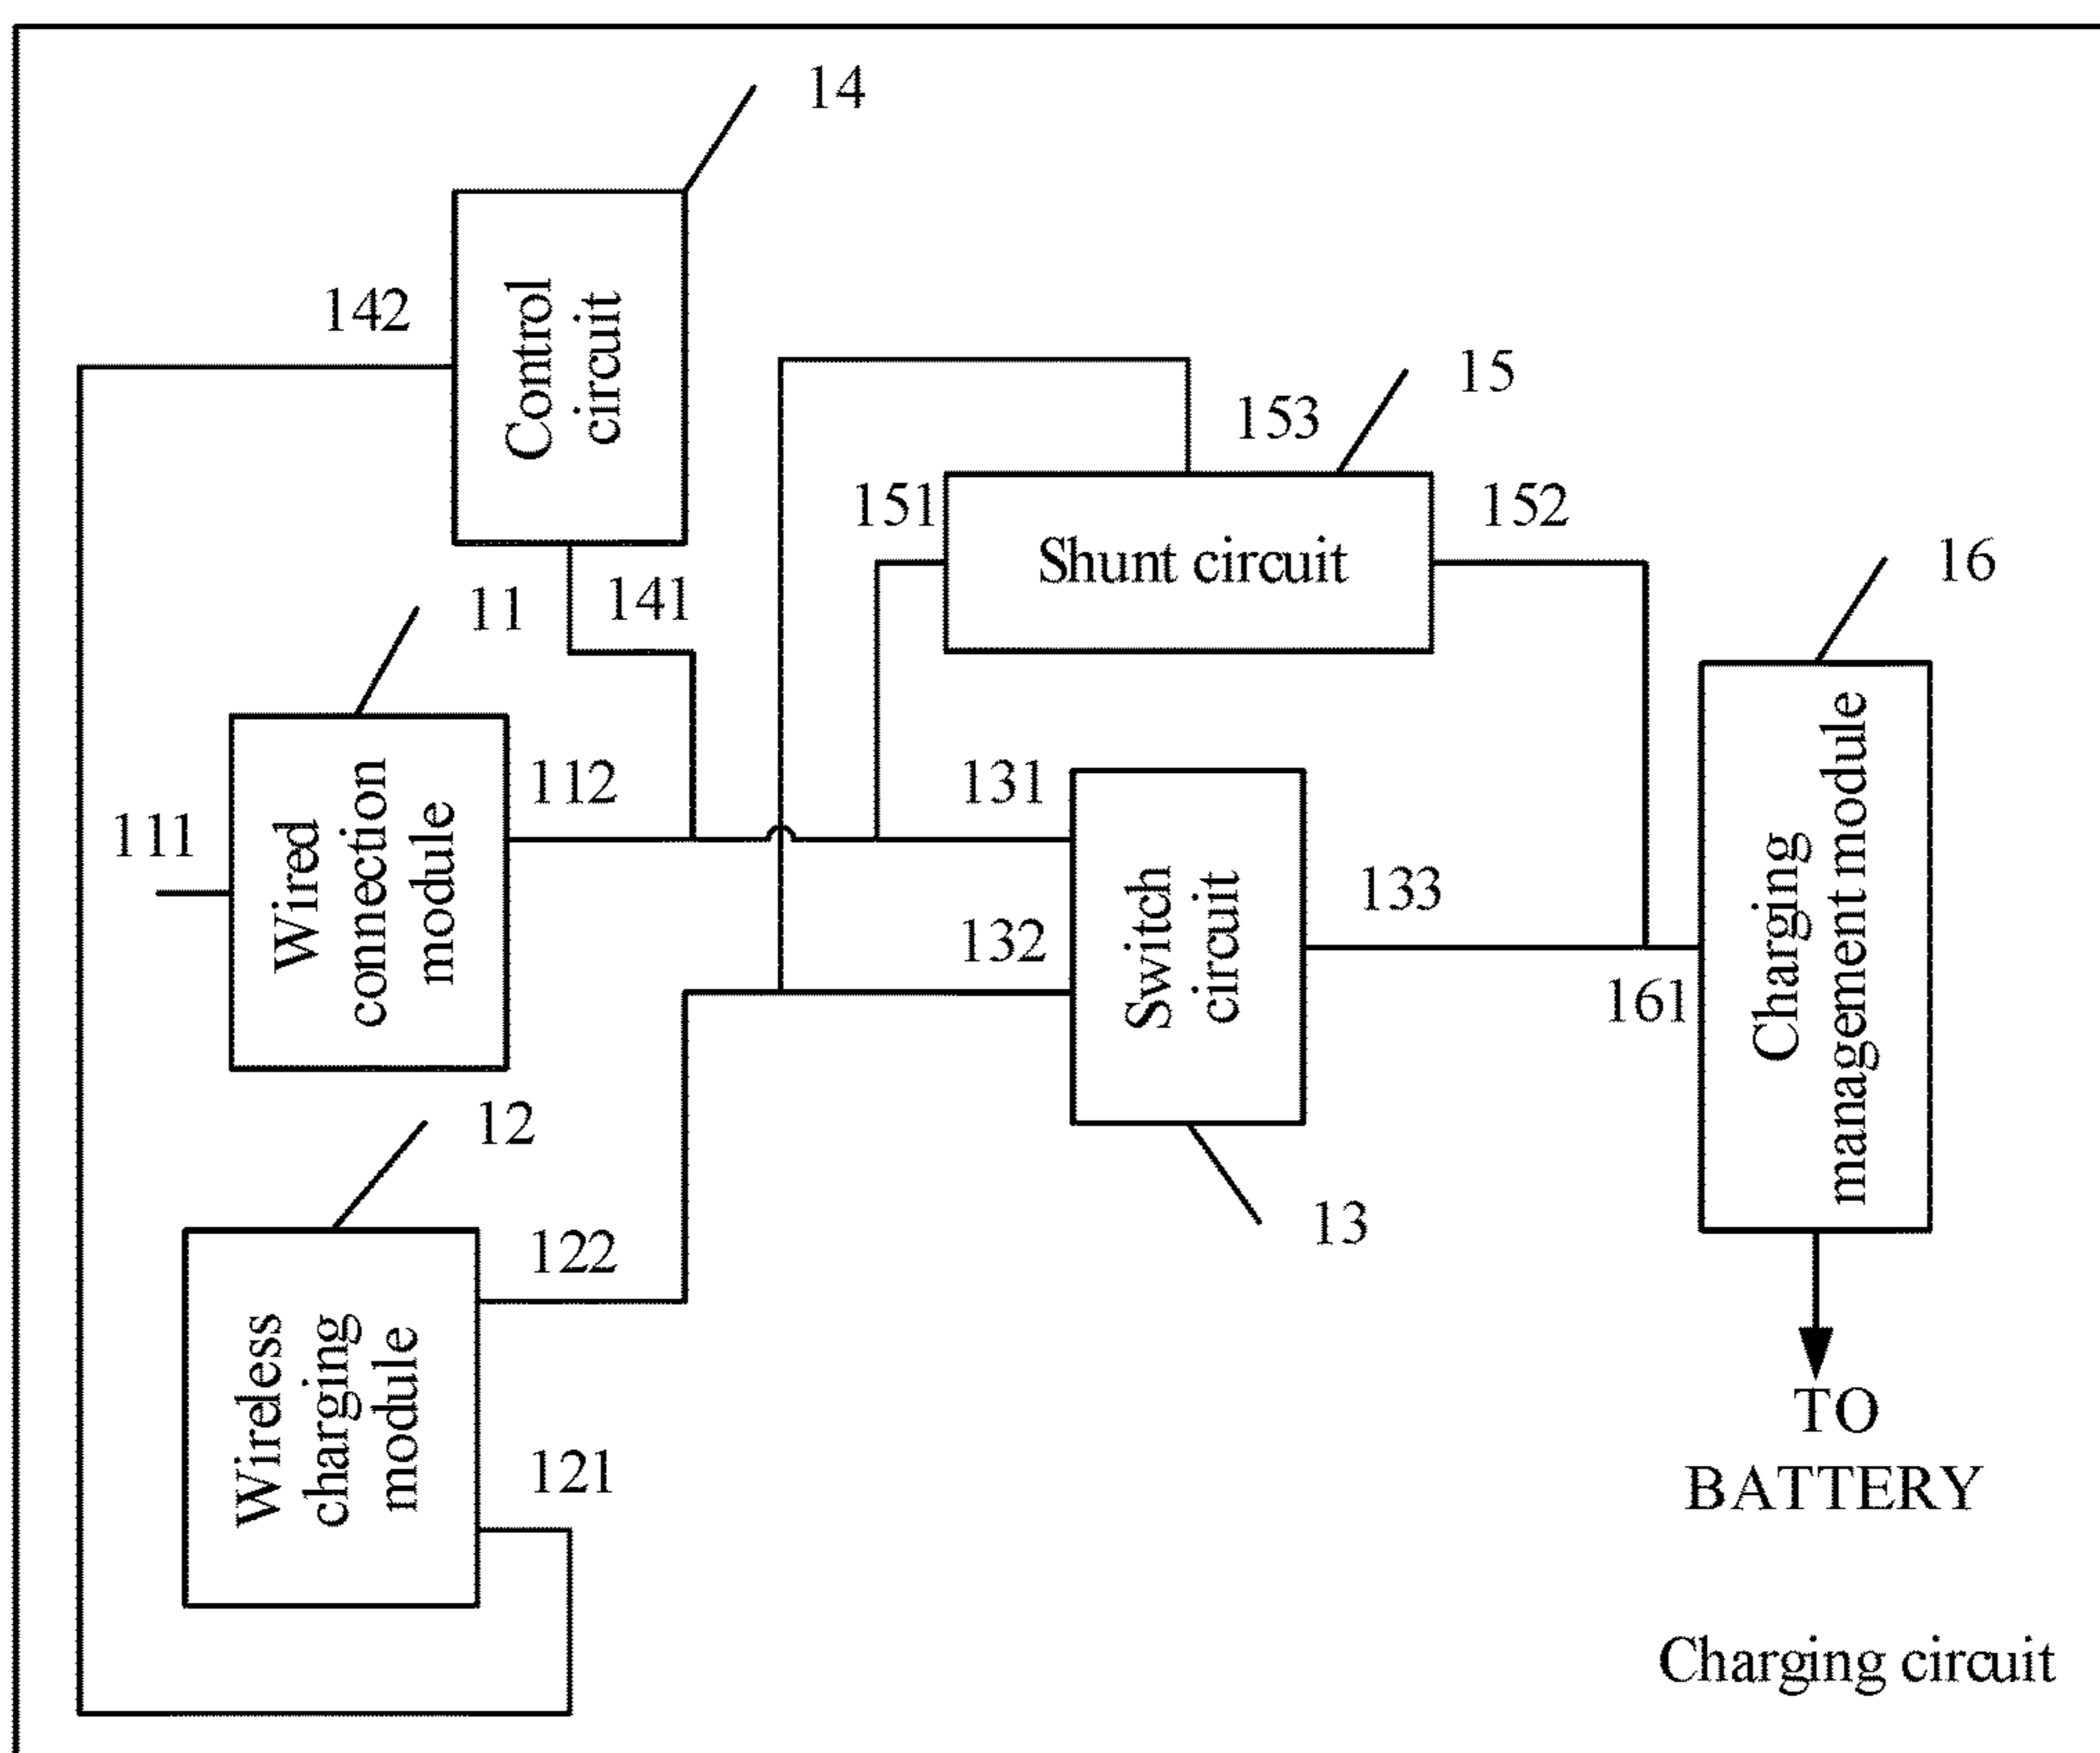 14
142
Control
circuit
15
153
151
152
Shunt circuit
16
11
141
112
131
111
Wired
connection
module
133
132
Switch
circuit
161
Charging
management module
12
13
122
Wireless
charging
module
121
TO
BATTERY
Charging circuit